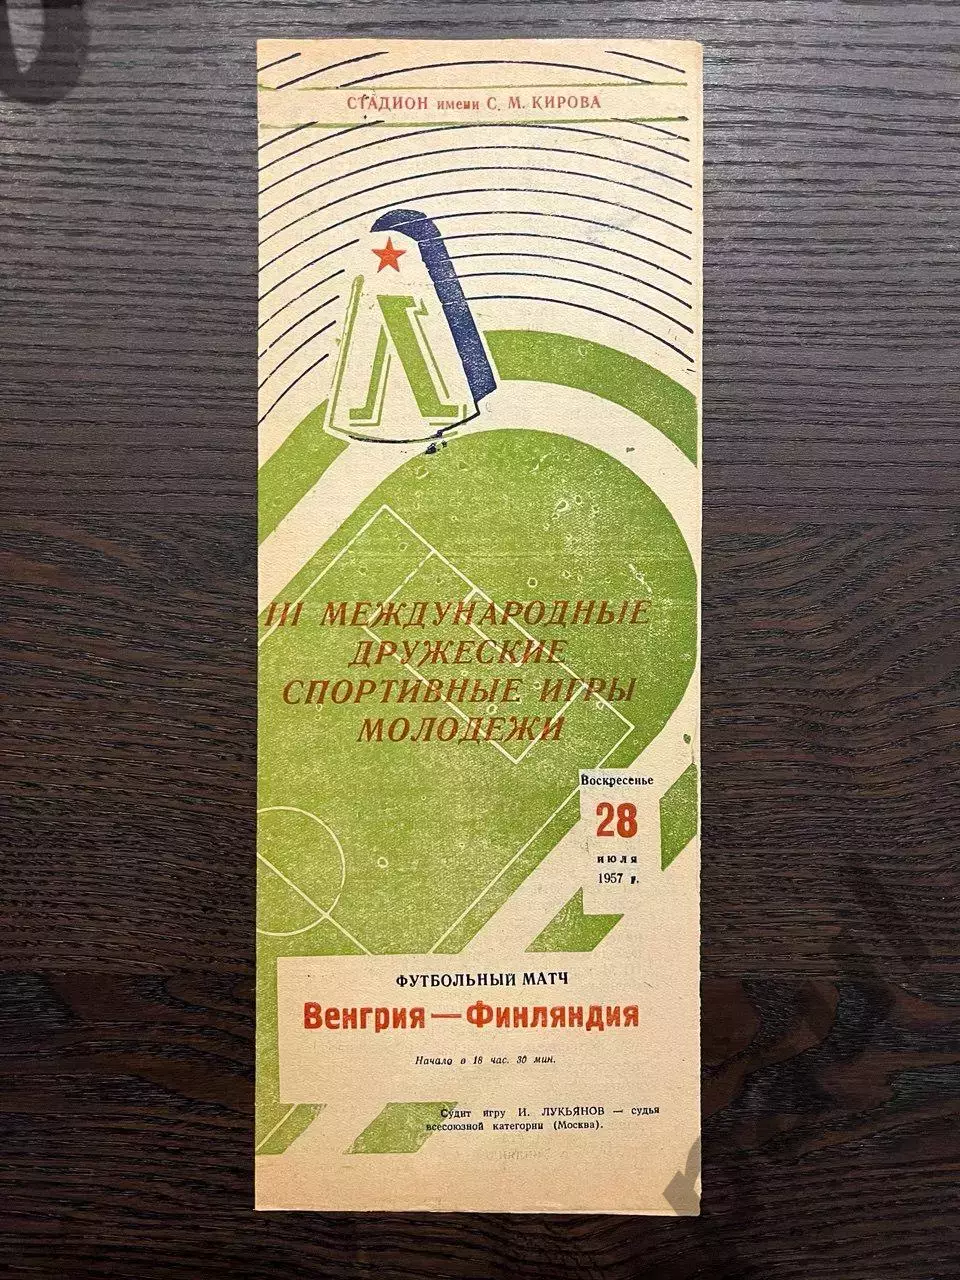 СТАДИОН имени С. М. КИРОВА
Л
III МЕЖДУНАРОДНЫЕ
ДРУЖЕСКИЕ
СПОРТИВНЫЕ ИГРЫ
МОЛОДЕЖИ
Воскресенье
28
июля
1957 г.
ФУТБОЛЬНЫЙ МАТЧ
Венгрия — Финляндия
Начало в 18 час. 30 мин.
Судит игру И. ЛУКЬЯНОВ — судья
всесоюзной категории (Москва).